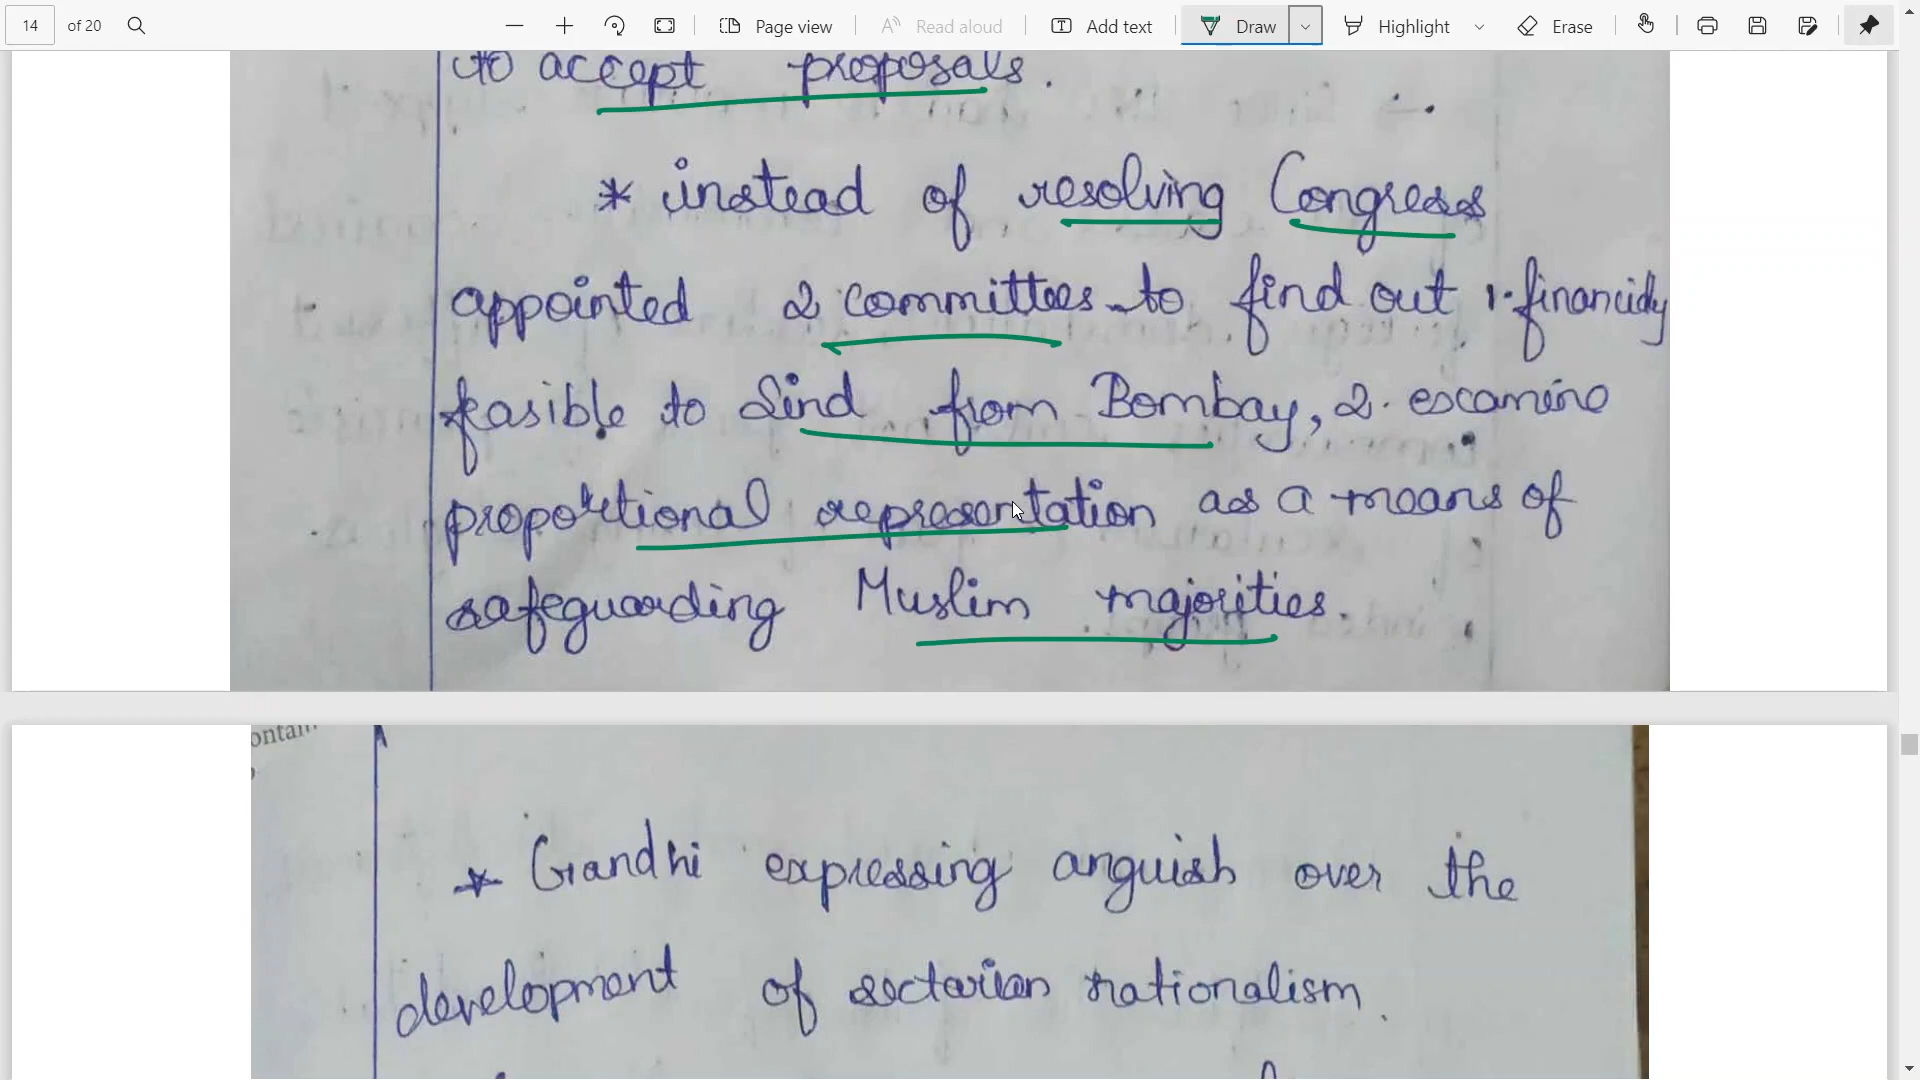 14 of 20 Page view Read aloud Add text Draw Highlight Erase
to accept proposals.
* instead of resolving Congress
appointed 2 committees to find out 1. financidy
feasible to Sind from Bombay, 2. escamine
proportional representation as a means of
safeguarding Muslim majorities.
* Gandhi expressing anguish over the
development of sectarian nationalism.